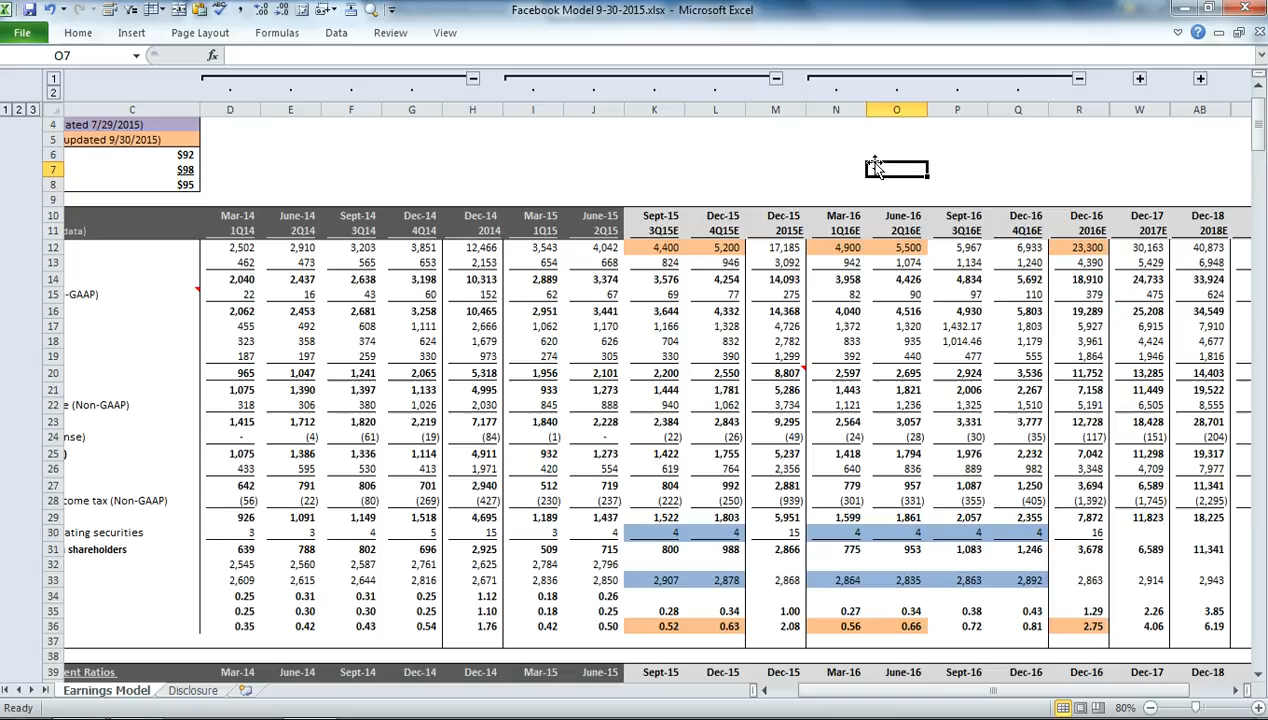 Facebook Model 9-30-2015.xlsx - Microsoft Excel
File Home Insert Page Layout Formulas Data Review View
O7 fx
1
2
1 2 3 C D E F G H I J K L M N O P Q R W AB
4 ated 7/29/2015)
5 updated 9/30/2015)
6 $92
7 $98
8 $95
9
10 Mar-14 June-14 Sept-14 Dec-14 Dec-14 Mar-15 June-15 Sept-15 Dec-15 Dec-15 Mar-16 June-16 Sept-16 Dec-16 Dec-16 Dec-17 Dec-18
11 data) 1Q14 2Q14 3Q14 4Q14 2014 1Q15 2Q15 3Q15E 4Q15E 2015E 1Q16E 2Q16E 3Q16E 4Q16E 2016E 2017E 2018E
12 2,502 2,910 3,203 3,851 12,466 3,543 4,042 4,400 5,200 17,185 4,900 5,500 5,967 6,933 23,300 30,163 40,873
13 462 473 565 653 2,153 654 668 824 946 3,092 942 1,074 1,134 1,240 4,390 5,429 6,948
14 2,040 2,437 2,638 3,198 10,313 2,889 3,374 3,576 4,254 14,093 3,958 4,426 4,834 5,692 18,910 24,733 33,924
15 n-GAAP) 22 16 43 60 152 62 67 69 77 275 82 90 97 110 379 475 624
16 2,062 2,453 2,681 3,258 10,465 2,951 3,441 3,644 4,332 14,368 4,040 4,516 4,930 5,803 19,289 25,208 34,549
17 455 492 608 1,111 2,666 1,062 1,170 1,166 1,328 4,726 1,372 1,320 1,432.17 1,803 5,927 6,915 7,910
18 323 358 374 624 1,679 620 626 704 832 2,782 833 935 1,014.46 1,179 3,961 4,424 4,677
19 187 197 259 330 973 274 305 330 390 1,299 392 440 477 555 1,864 1,946 1,816
20 965 1,047 1,241 2,065 5,318 1,956 2,101 2,200 2,550 8,807 2,597 2,695 2,924 3,536 11,752 13,285 14,403
21 1,075 1,390 1,397 1,133 4,995 933 1,273 1,444 1,781 5,286 1,443 1,821 2,006 2,267 7,158 11,449 19,522
22 e (Non-GAAP) 318 306 380 1,026 2,030 845 888 940 1,062 3,734 1,121 1,236 1,325 1,510 5,191 6,505 8,555
23 1,415 1,712 1,820 2,219 7,177 1,840 2,228 2,384 2,843 9,295 2,564 3,057 3,331 3,777 12,728 18,428 28,701
24 nse) - (4) (61) (19) (84) (1) - (22) (26) (49) (24) (28) (30) (35) (117) (151) (204)
25 ) 1,075 1,386 1,336 1,114 4,911 932 1,273 1,422 1,755 5,237 1,418 1,794 1,976 2,232 7,042 11,298 19,317
26 433 595 530 413 1,971 420 554 619 764 2,356 640 836 889 982 3,348 4,709 7,977
27 642 791 806 701 2,940 512 719 804 992 2,881 779 957 1,087 1,250 3,694 6,589 11,341
28 come tax (Non-GAAP) (56) (22) (80) (269) (427) (230) (237) (222) (250) (939) (301) (331) (355) (405) (1,392) (1,745) (2,295)
29 926 1,091 1,149 1,518 4,695 1,189 1,437 1,522 1,803 5,951 1,599 1,861 2,057 2,355 7,872 11,823 18,225
30 ating securities 3 3 4 5 15 3 4 4 4 15 4 4 4 4 16
31 shareholders 639 788 802 696 2,925 509 715 800 988 2,866 775 953 1,083 1,246 3,678 6,589 11,341
32 2,545 2,560 2,587 2,761 2,625 2,784 2,796
33 2,609 2,615 2,644 2,816 2,671 2,836 2,850 2,907 2,878 2,868 2,864 2,835 2,863 2,892 2,863 2,914 2,943
34 0.25 0.31 0.31 0.25 1.12 0.18 0.26
35 0.25 0.30 0.30 0.25 1.10 0.18 0.25 0.28 0.34 1.00 0.27 0.34 0.38 0.43 1.29 2.26 3.85
36 0.35 0.42 0.43 0.54 1.76 0.42 0.50 0.52 0.63 2.08 0.56 0.66 0.72 0.81 2.75 4.06 6.19
37
38
39 ent Ratios Mar-14 June-14 Sept-14 Dec-14 Dec-14 Mar-15 June-15 Sept-15 Dec-15 Dec-15 Mar-16 June-16 Sept-16 Dec-16 Dec-16 Dec-17 Dec-18
Earnings Model Disclosure
80%